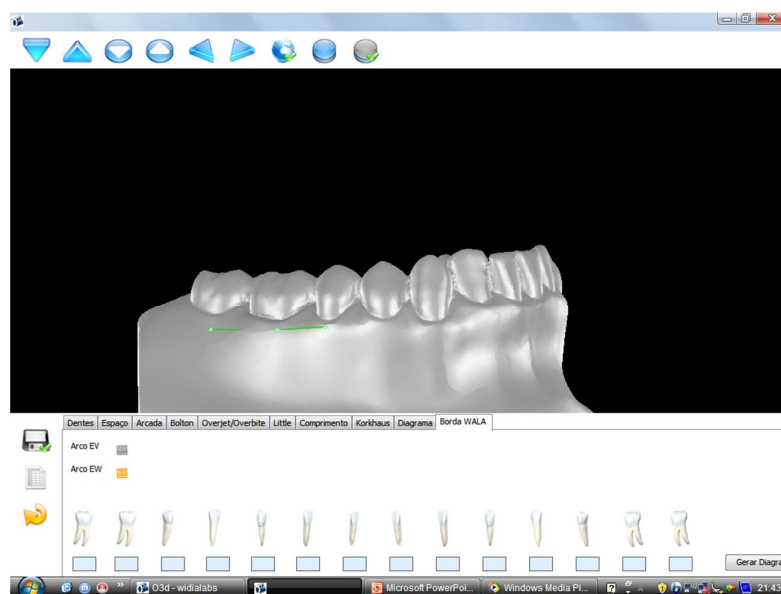 Dentes Espaço Arcada Bolton Overjet/Overbite Little Comprimento Korkhaus Diagrama Borda WALA
Arco EV
Arco EW
Gerar Diagra
O3d - widialabs Microsoft PowerPoi... Windows Media Pl... 21:43